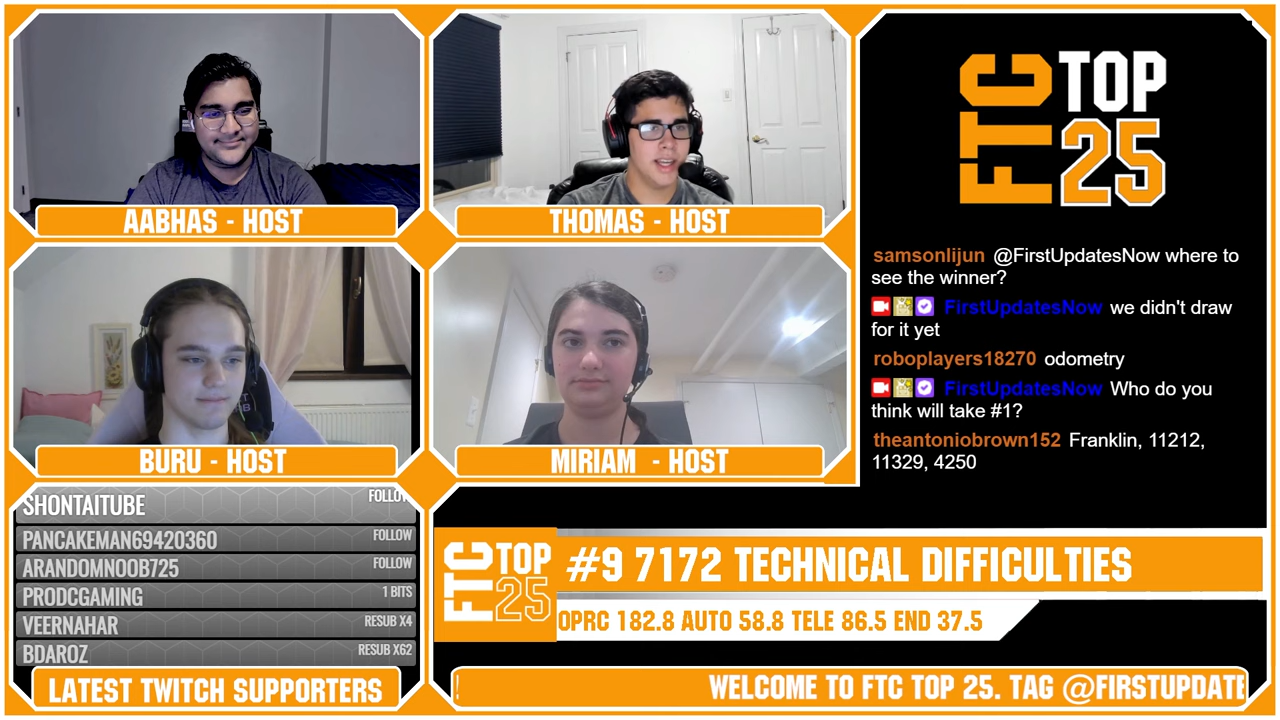 AABHAS - HOST
THOMAS - HOST
BURU - HOST
MIRIAM - HOST
FTC TOP 25
samsonlijun @FirstUpdatesNow where to
see the winner?
FirstUpdatesNow we didn't draw
for it yet
roboplayers18270 odometry
FirstUpdatesNow Who do you
think will take #1?
theantoniobrown152 Franklin, 11212,
11329, 4250
SHONTAITUBE FOLLOW
PANCAKEMAN69420360 FOLLOW
ARANDOMNOOB725 FOLLOW
PRODCGAMING 1 BITS
VEERNAHAR RESUB X4
BDAROZ RESUB X62
LATEST TWITCH SUPPORTERS
FTC TOP 25
#9 7172 TECHNICAL DIFFICULTIES
OPRC 182.8 AUTO 58.8 TELE 86.5 END 37.5
WELCOME TO FTC TOP 25. TAG @FIRSTUPDATE